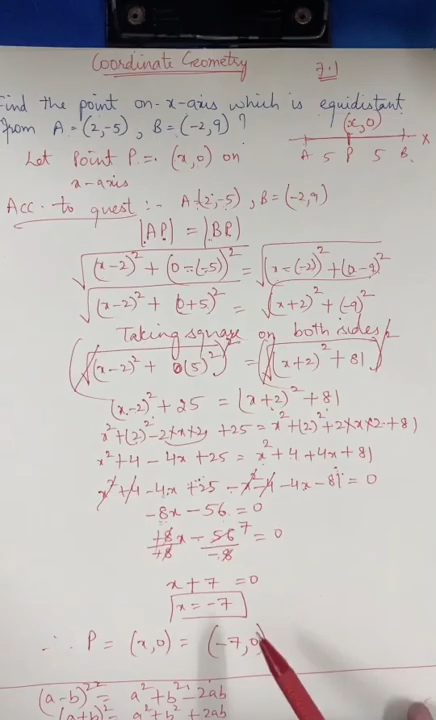 Coordinate Geometry 7.1
Find the point on x-axis which is equidistant
from A = (2,-5), B = (-2,9) ?
(x,0)
A 5 P 5 B X
Let Point P = (x,0) on
x-axis
Acc. to quest :- A(2,-5), B = (-2,9)
|AP| = |BP|
√((x-2)² + (0-(-5))²) = √((x-(-2))² + (0-9)²)
√((x-2)² + (0+5)²) = √((x+2)² + (-9)²)
Taking square on both sides
(√((x-2)² + (5)²))² = (√((x+2)² + 81))²
(x-2)² + 25 = (x+2)² + 81
x² + (2)² - 2×x×2 + 25 = x² + (2)² + 2×x×2 + 81
x² + 4 - 4x + 25 = x² + 4 + 4x + 81
x² + 4 - 4x + 25 - x² - 4 - 4x - 81 = 0
-8x - 56 = 0
+8x/+8 - 56/-8 7 = 0
x + 7 = 0
x = -7
∴ P = (x,0) = (-7,0)
(a-b)² = a² + b² - 2ab
(a+b)² = a² + b² + 2ab